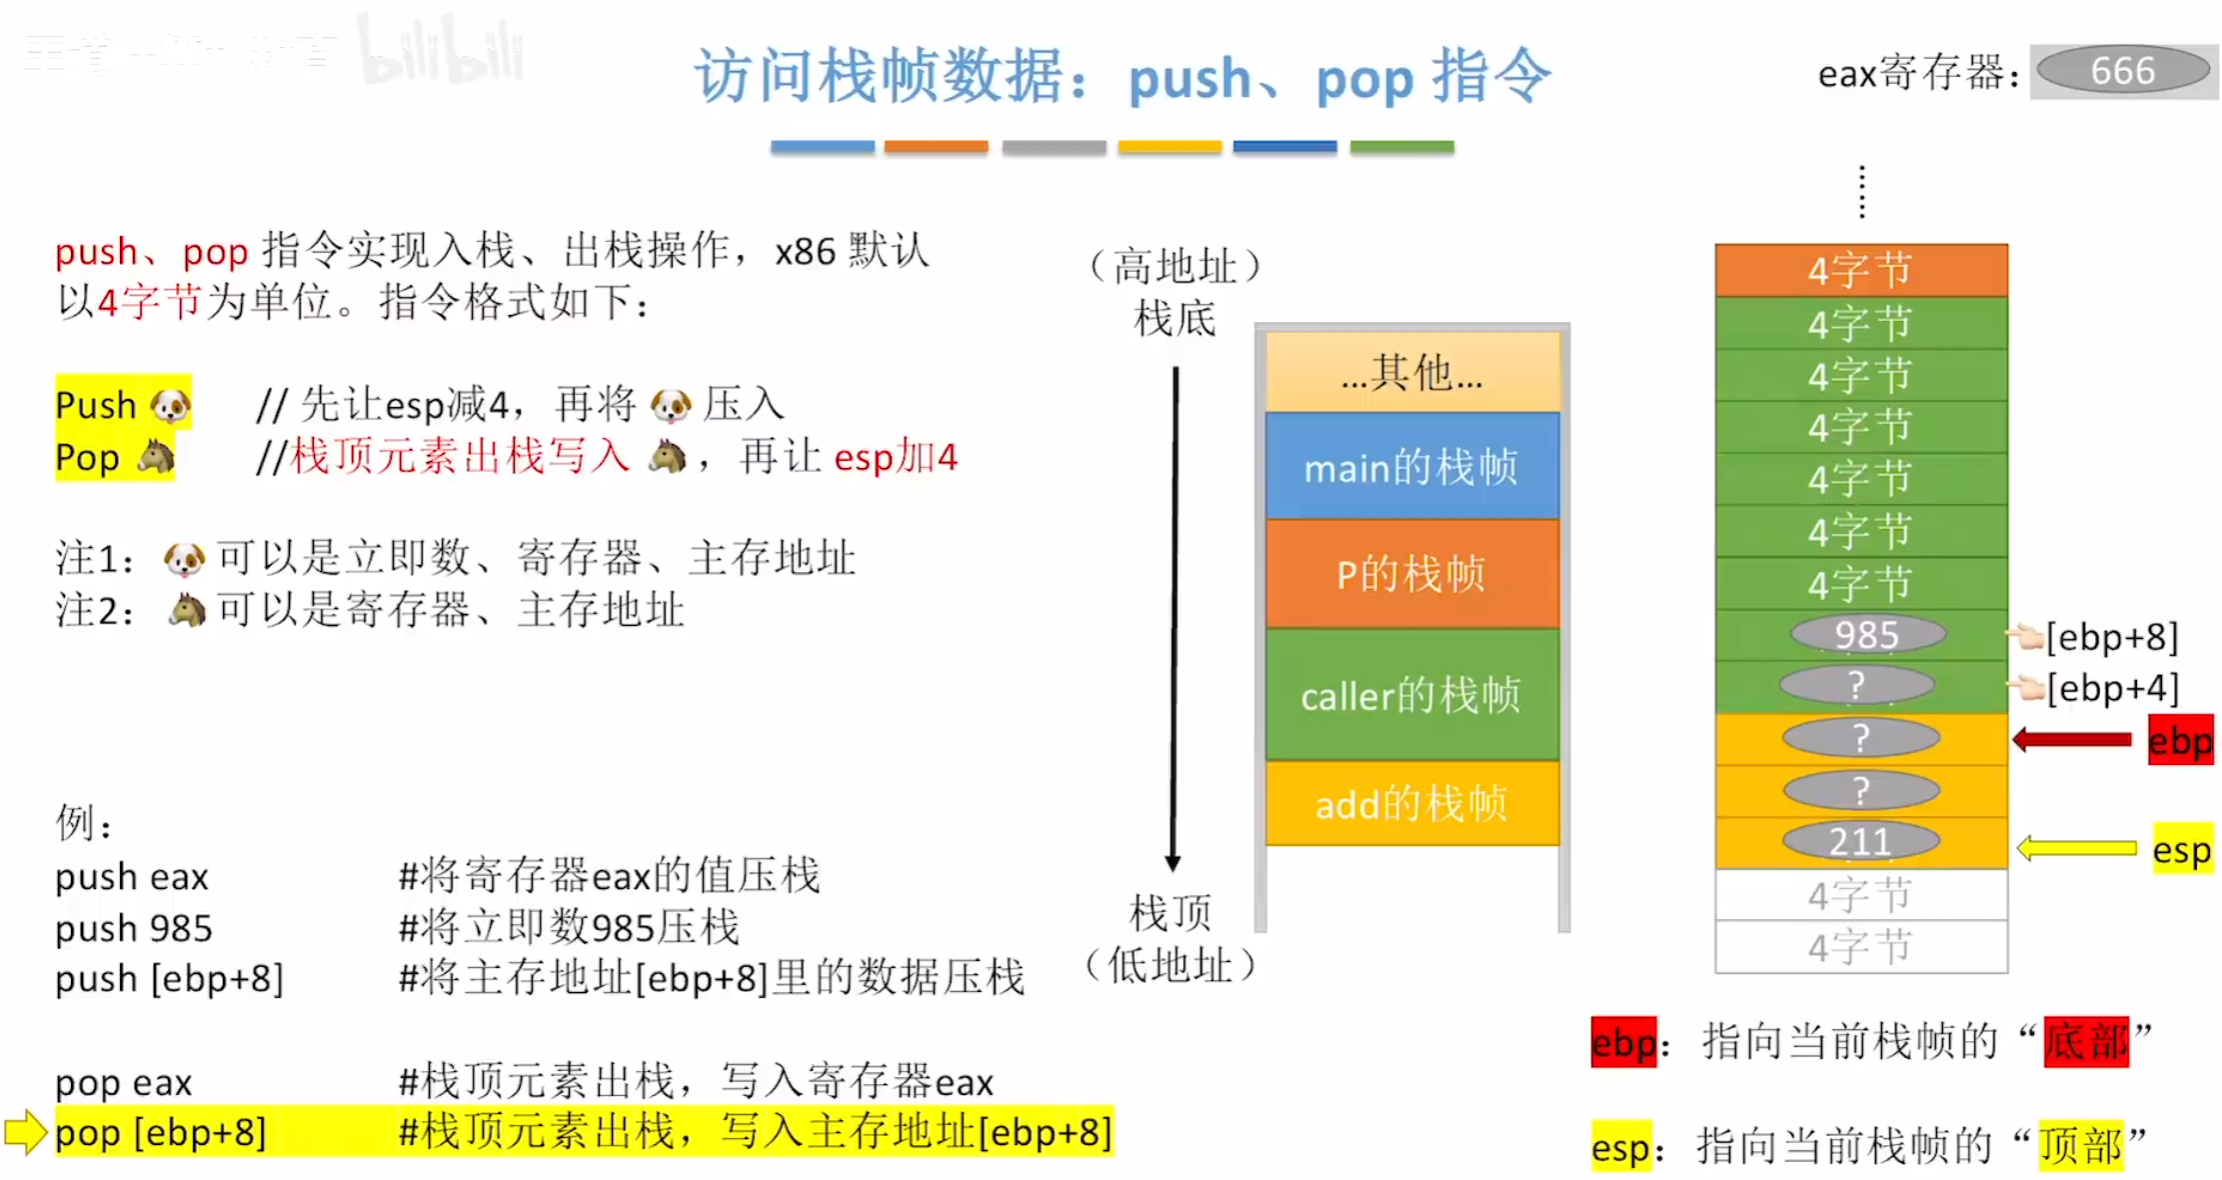 bilibili
访问栈帧数据：push、pop 指令
eax寄存器：
666
push、pop 指令实现入栈、出栈操作，x86 默认
以4字节为单位。指令格式如下：
Push 🐶 // 先让esp减4，再将 🐶 压入
Pop 🐴 //栈顶元素出栈写入 🐴 ，再让 esp加4
注1：🐶 可以是立即数、寄存器、主存地址
注2：🐴 可以是寄存器、主存地址
例：
push eax #将寄存器eax的值压栈
push 985 #将立即数985压栈
push [ebp+8] #将主存地址[ebp+8]里的数据压栈
pop eax #栈顶元素出栈，写入寄存器eax
pop [ebp+8] #栈顶元素出栈，写入主存地址[ebp+8]
（高地址）
栈底
栈顶
（低地址）
...其他...
main的栈帧
P的栈帧
caller的栈帧
add的栈帧
4字节
4字节
4字节
4字节
4字节
4字节
4字节
985 [ebp+8]
? [ebp+4]
? ebp
?
211 esp
4字节
4字节
ebp：指向当前栈帧的“底部”
esp：指向当前栈帧的“顶部”